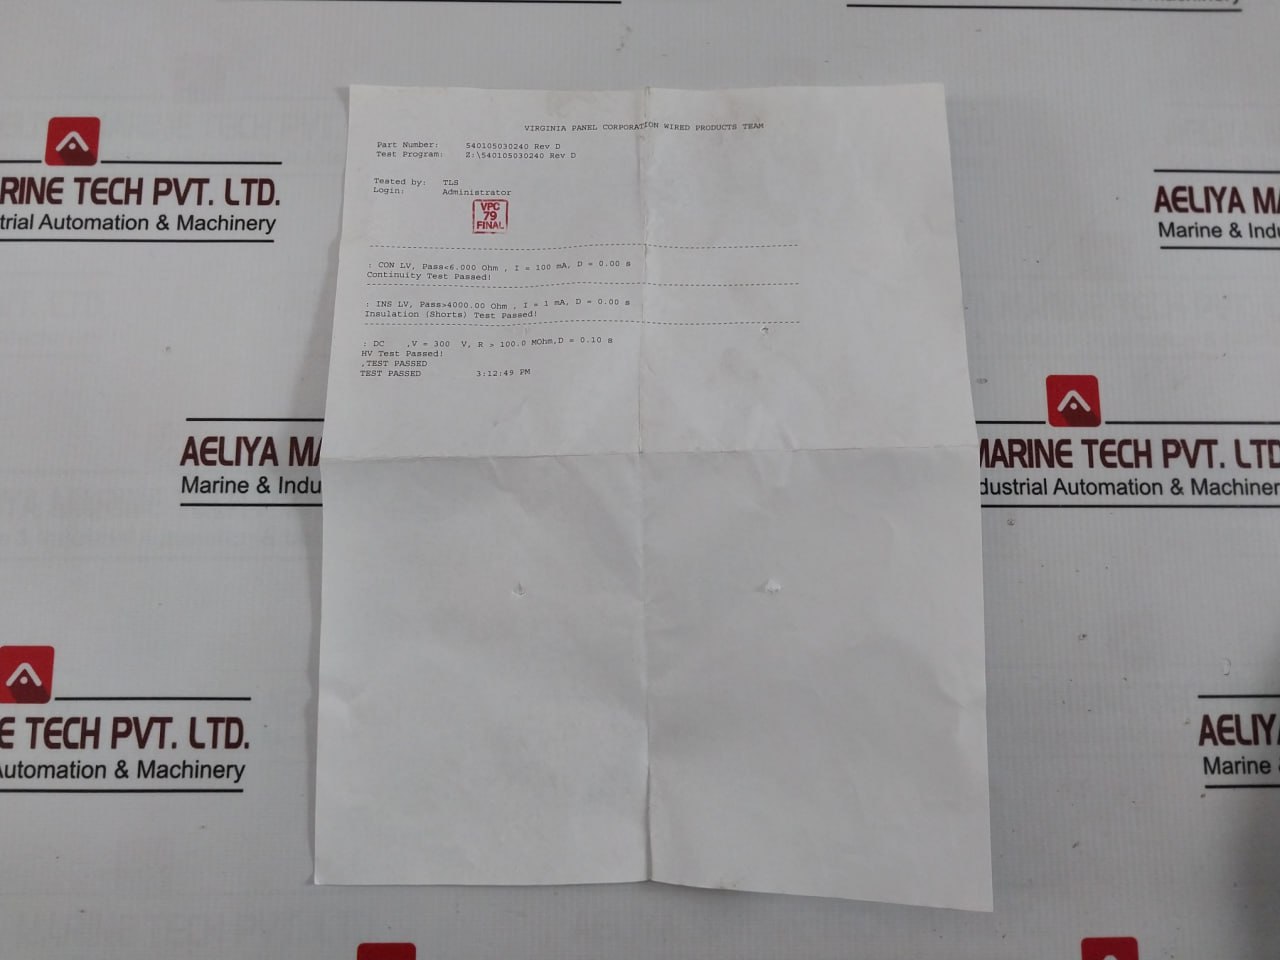 VIRGINIA PANEL CORPORATION WIRED PRODUCTS TEAM
Part Number: 540105030240 Rev D
Test Program: Z:\540105030240 Rev D
Tested by: TLS
Login: Administrator
VPC
79
FINAL
: CON LV, Pass<6.000 Ohm , I = 100 mA, D = 0.00 s
Continuity Test Passed!
: INS LV, Pass>4000.00 Ohm , I = 1 mA, D = 0.00 s
Insulation (Shorts) Test Passed!
: DC ,V = 300 V, R > 100.0 MOhm,D = 0.10 s
HV Test Passed!
,TEST PASSED
TEST PASSED 3:12:49 PM
RINE TECH PVT. LTD.
trial Automation & Machinery
AELIYA MA
Marine & Indu
AELIYA MA
Marine & Indu
MARINE TECH PVT. LTD
dustrial Automation & Machiner
E TECH PVT. LTD.
Automation & Machinery
AELIY
Marine &